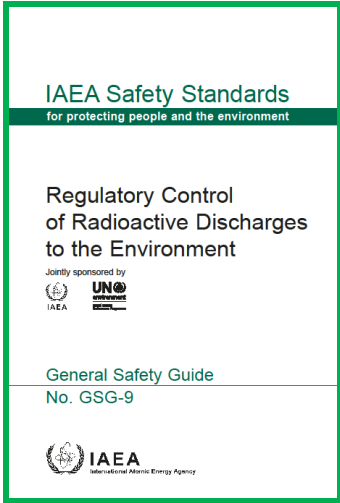 IAEA Safety Standards
for protecting people and the environment
Regulatory Control
of Radioactive Discharges
to the Environment
Jointly sponsored by
IAEA
UN
environment
General Safety Guide
No. GSG-9
IAEA
International Atomic Energy Agency